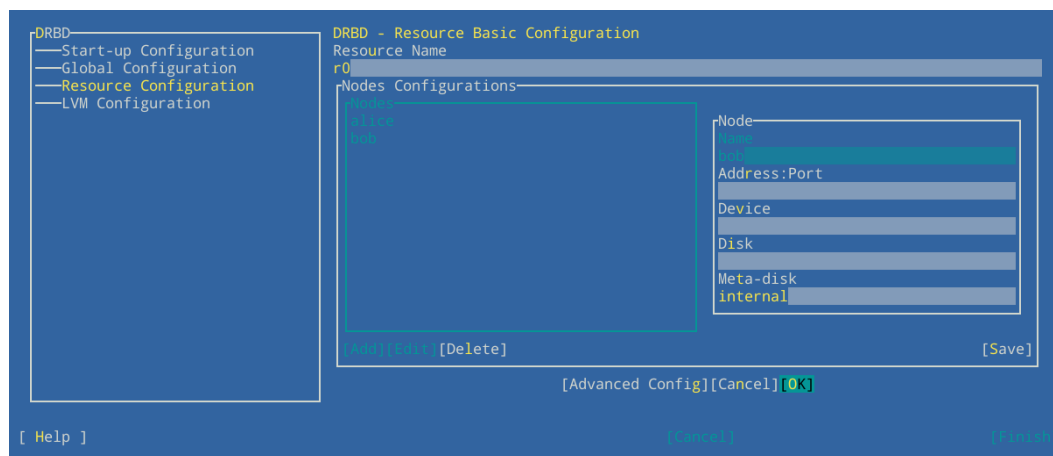 DRBD
Start-up Configuration
Global Configuration
Resource Configuration
LVM Configuration
DRBD - Resource Basic Configuration
Resource Name
r0
Nodes Configurations
Nodes
alice
bob
Node
Name
bob
Address:Port
Device
Disk
Meta-disk
internal
[Add][Edit][Delete]
[Save]
[Advanced Config][Cancel][OK]
[ Help ]
[Cancel]
[Finish